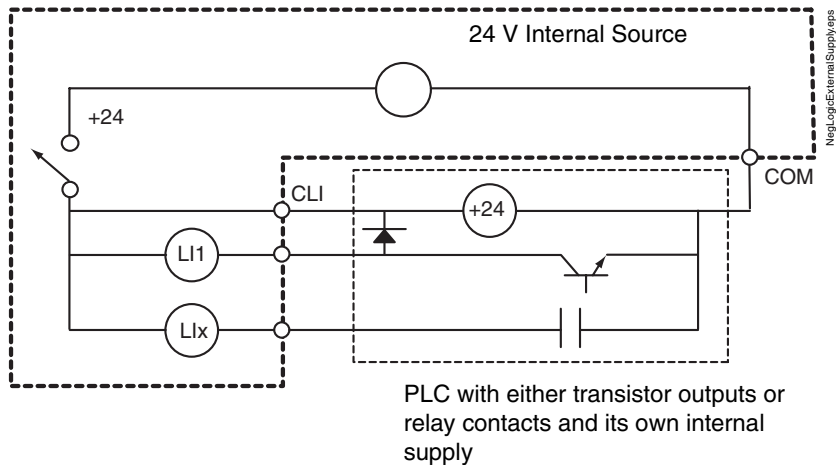 24 V Internal Source
NegLogicExternalSupply.eps
+24
COM
CLI
+24
LI1
LIx
PLC with either transistor outputs or
relay contacts and its own internal
supply